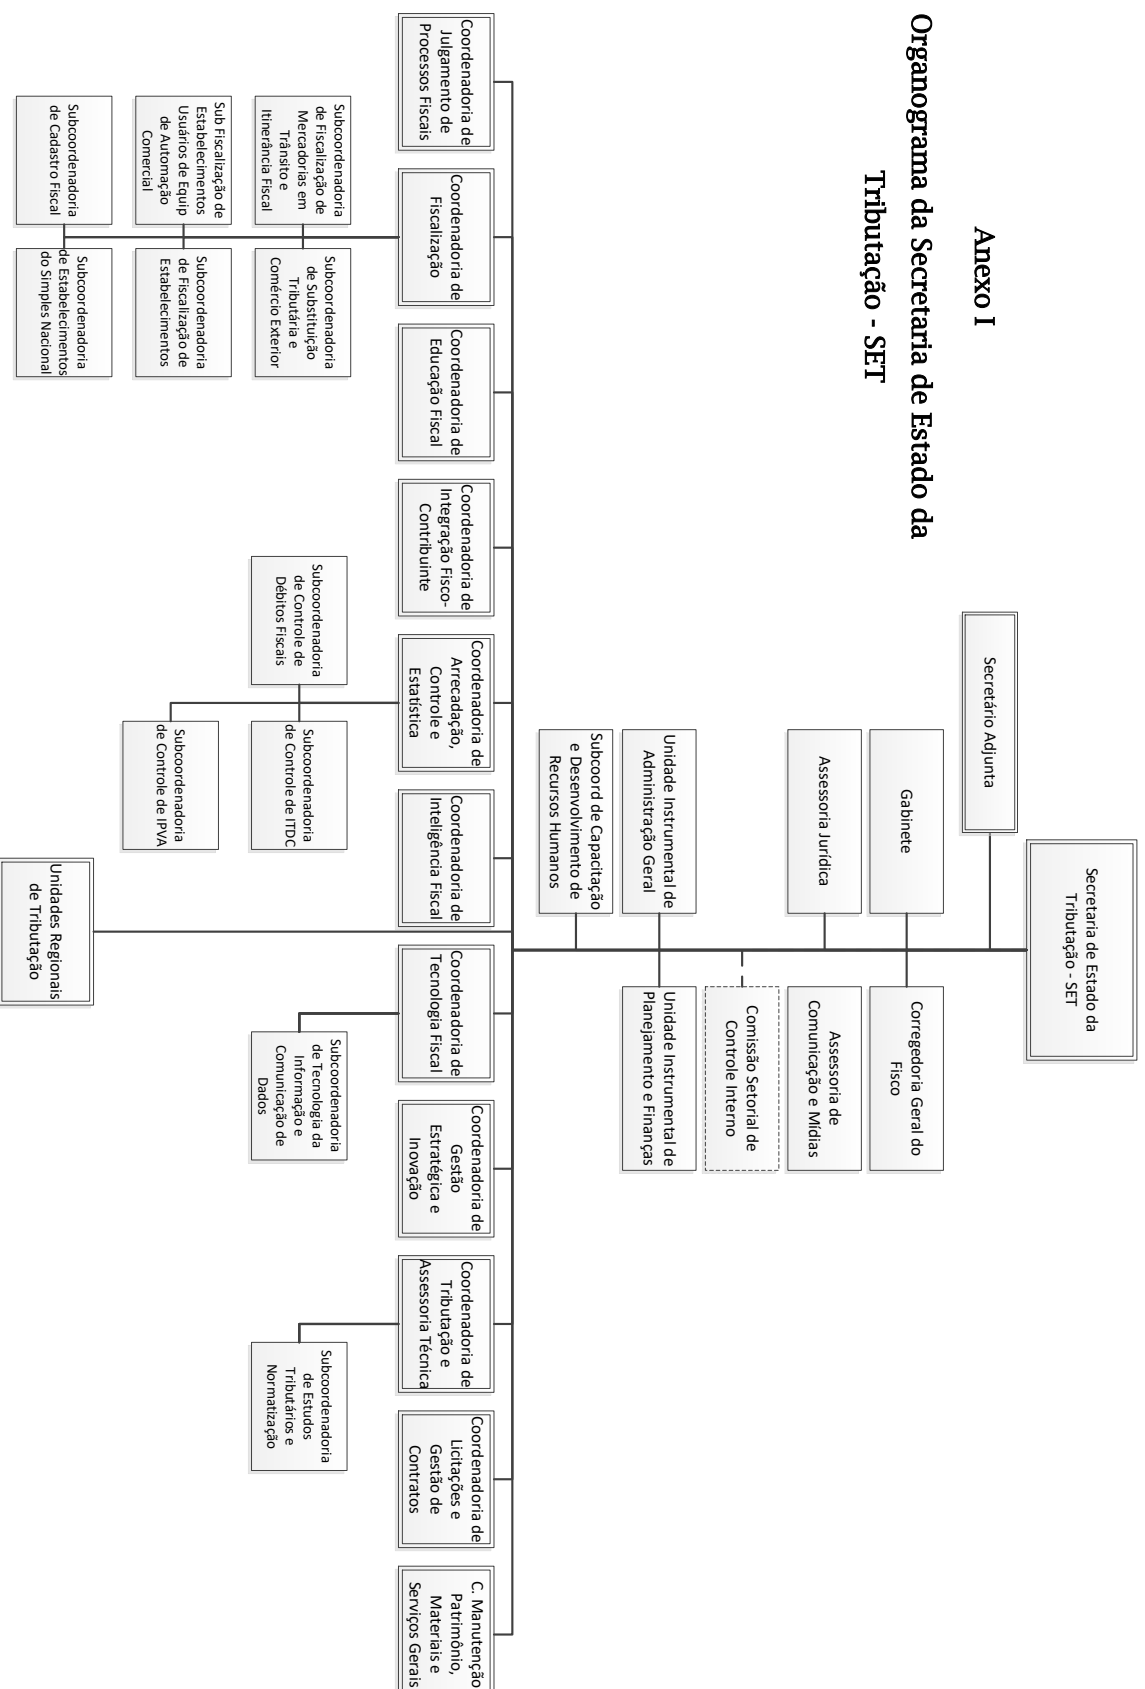 Anexo I
Organograma da Secretaria de Estado da
Tributação - SET
Secretaria de Estado da
Tributação - SET
Secretário Adjunta
Gabinete
Corregedoria Geral do
Fisco
Assessoria Jurídica
Assessoria de
Comunicação e Mídias
Comissão Setorial de
Controle Interno
Unidade Instrumental de
Administração Geral
Unidade Instrumental de
Planejamento e Finanças
Subcoord de Capacitação
e Desenvolvimento de
Recursos Humanos
Coordenadoria de
Julgamento de
Processos Fiscais
Coordenadoria de
Fiscalização
Coordenadoria de
Educação Fiscal
Coordenadoria de
Integração Fisco-
Contribuinte
Coordenadoria de
Arrecadação,
Controle e
Estatística
Coordenadoria de
Inteligência Fiscal
Coordenadoria de
Tecnologia Fiscal
Coordenadoria de
Gestão
Estratégica e
Inovação
Coordenadoria de
Tributação e
Assessoria Técnica
Coordenadoria de
Licitações e
Gestão de
Contratos
C. Manutenção
Patrimônio,
Materiais e
Serviços Gerais
Subcoordenadoria
de Fiscalização de
Mercadorias em
Trânsito e
Itinerância Fiscal
Subcoordenadoria
de Substituição
Tributária e
Comércio Exterior
Sub Fiscalização de
Estabelecimentos
Usuários de Equip
de Automação
Comercial
Subcoordenadoria
de Fiscalização de
Estabelecimentos
Subcoordenadoria
de Cadastro Fiscal
Subcoordenadoria
de Estabelecimentos
do Simples Nacional
Subcoordenadoria
de Controle de
Débitos Fiscais
Subcoordenadoria
de Controle de ITDC
Subcoordenadoria
de Controle de IPVA
Subcoordenadoria
de Tecnologia da
Informação e
Comunicação de
Dados
Subcoordenadoria
de Estudos
Tributários e
Normatização
Unidades Regionais
de Tributação